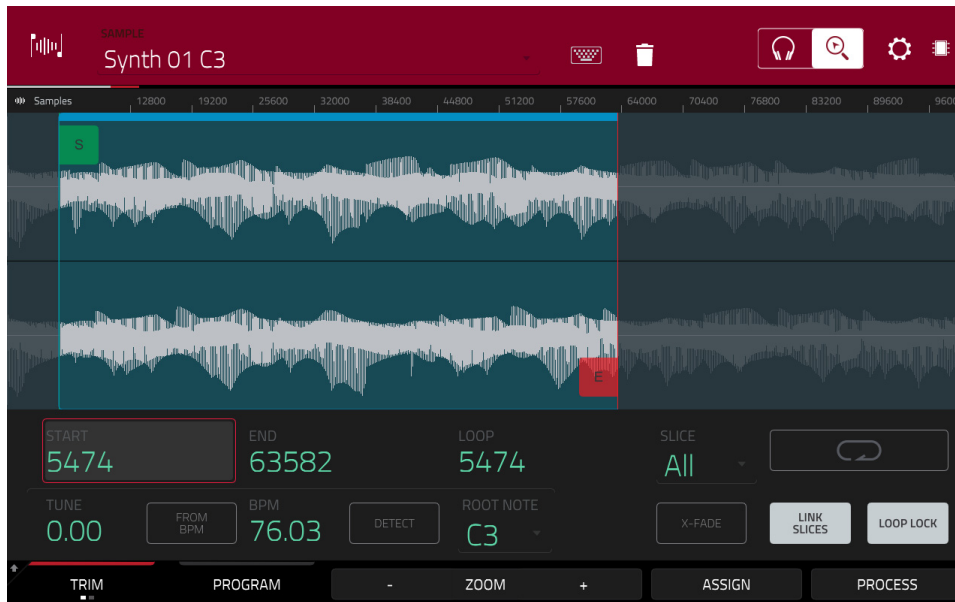 SAMPLE
Synth 01 C3
Samples 12800 19200 25600 32000 38400 44800 51200 57600 64000 70400 76800 83200 89600 9600
S
E
START END LOOP SLICE
5474 63582 5474 All
TUNE FROM BPM BPM DETECT ROOT NOTE X-FADE LINK SLICES LOOP LOCK
0.00 76.03 C3
TRIM PROGRAM - ZOOM + ASSIGN PROCESS